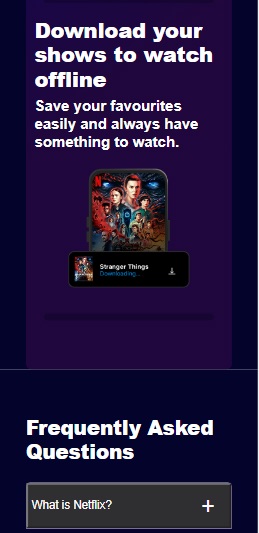 Download your
shows to watch
offline
Save your favourites
easily and always have
something to watch.
N
Stranger Things
Downloading...
Frequently Asked
Questions
What is Netflix?
+